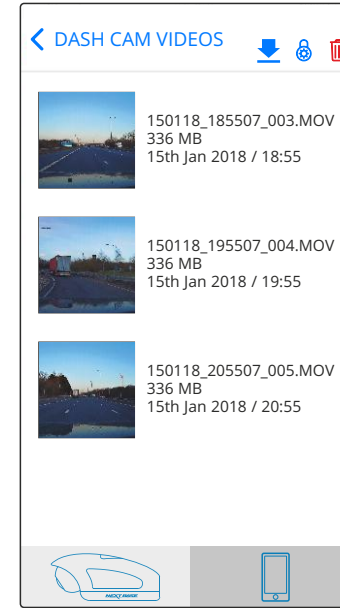 DASH CAM VIDEOS
150118_185507_003.MOV
336 MB
15th Jan 2018 / 18:55
150118_195507_004.MOV
336 MB
15th Jan 2018 / 19:55
150118_205507_005.MOV
336 MB
15th Jan 2018 / 20:55
NEXTBASE